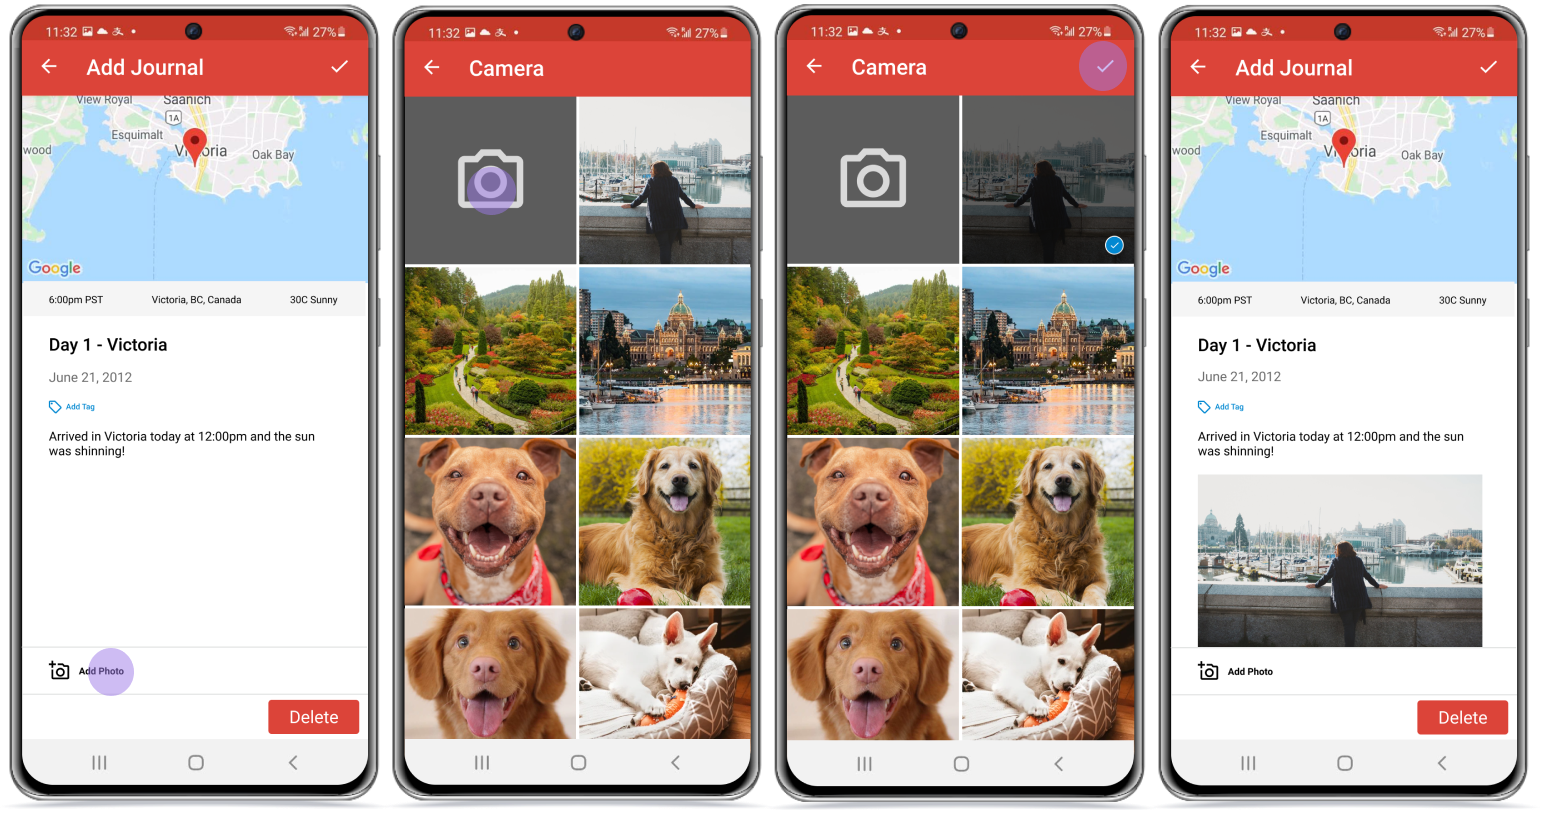 11:32
27%
Add Journal
View Royal
Saanich
1A
Esquimalt
wood
Victoria
Oak Bay
Google
6:00pm PST
Victoria, BC, Canada
30C Sunny
Day 1 - Victoria
June 21, 2012
Add Tag
Arrived in Victoria today at 12:00pm and the sun
was shinning!
Add Photo
Delete
11:32
27%
Camera
11:32
27%
Camera
11:32
27%
Add Journal
View Royal
Saanich
1A
Esquimalt
wood
Victoria
Oak Bay
Google
6:00pm PST
Victoria, BC, Canada
30C Sunny
Day 1 - Victoria
June 21, 2012
Add Tag
Arrived in Victoria today at 12:00pm and the sun
was shinning!
Add Photo
Delete